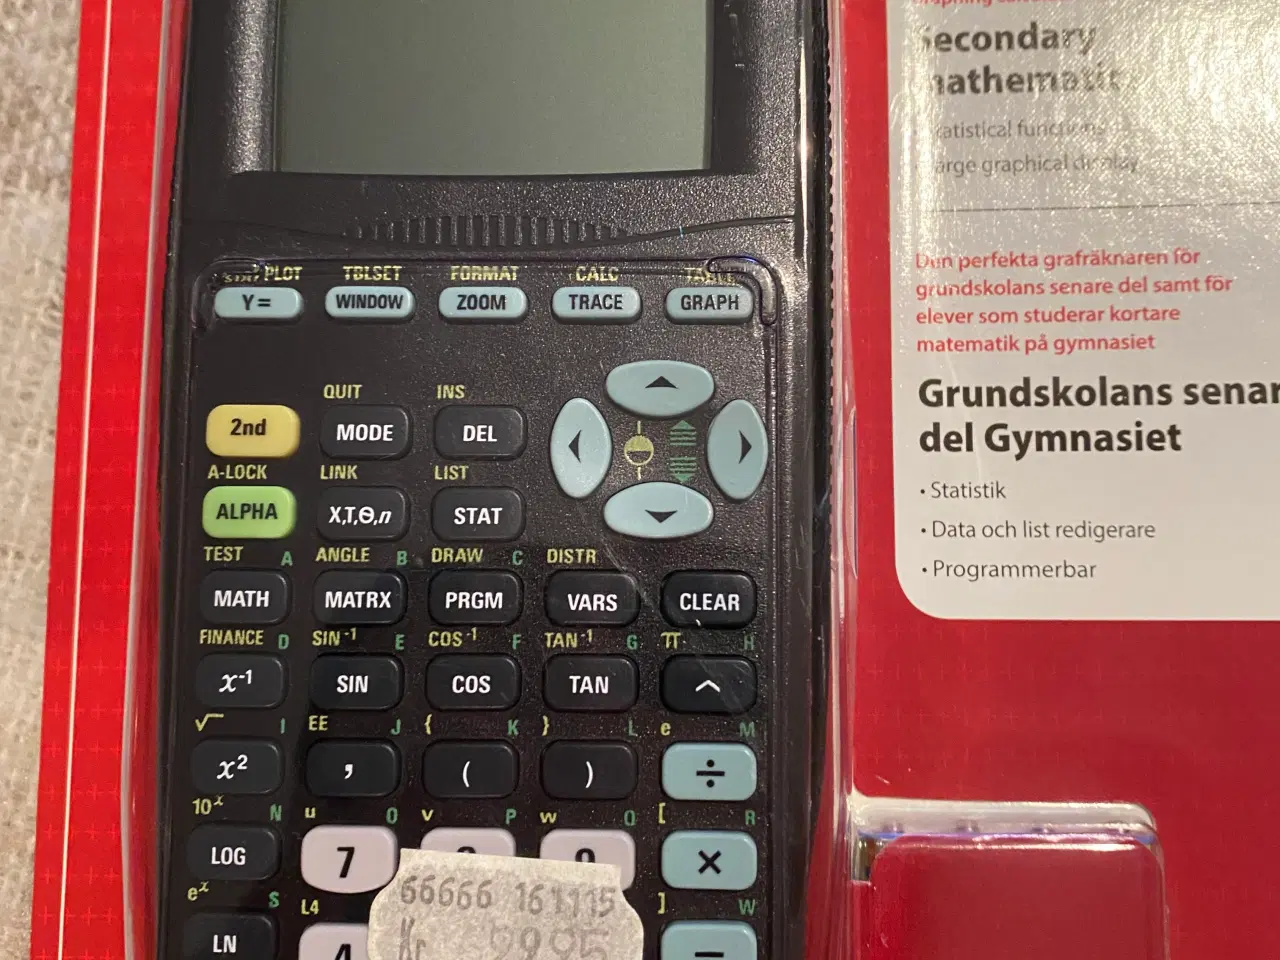 Secondary
mathematic
statistical functions
large graphical display
Den perfekta grafräknaren för
grundskolans senare del samt för
elever som studerar kortare
matematik på gymnasiet
Grundskolans senar
del Gymnasiet
• Statistik
• Data och list redigerare
• Programmerbar
STAT PLOT TBLSET FORMAT CALC TABLE
Y= WINDOW ZOOM TRACE GRAPH
QUIT INS
2nd MODE DEL
A-LOCK LINK LIST
ALPHA X,T,Θ,n STAT
TEST A ANGLE B DRAW C DISTR
MATH MATRX PRGM VARS CLEAR
FINANCE D SIN⁻¹ E COS⁻¹ F TAN⁻¹ G π H
x⁻¹ SIN COS TAN ^
√ I EE J { K } L e M
x² , ( ) ÷
10ˣ N u O v P w Q [ R
LOG 7 9 ×
eˣ S L4 ] W
LN 4 −
66666 161115
Kr